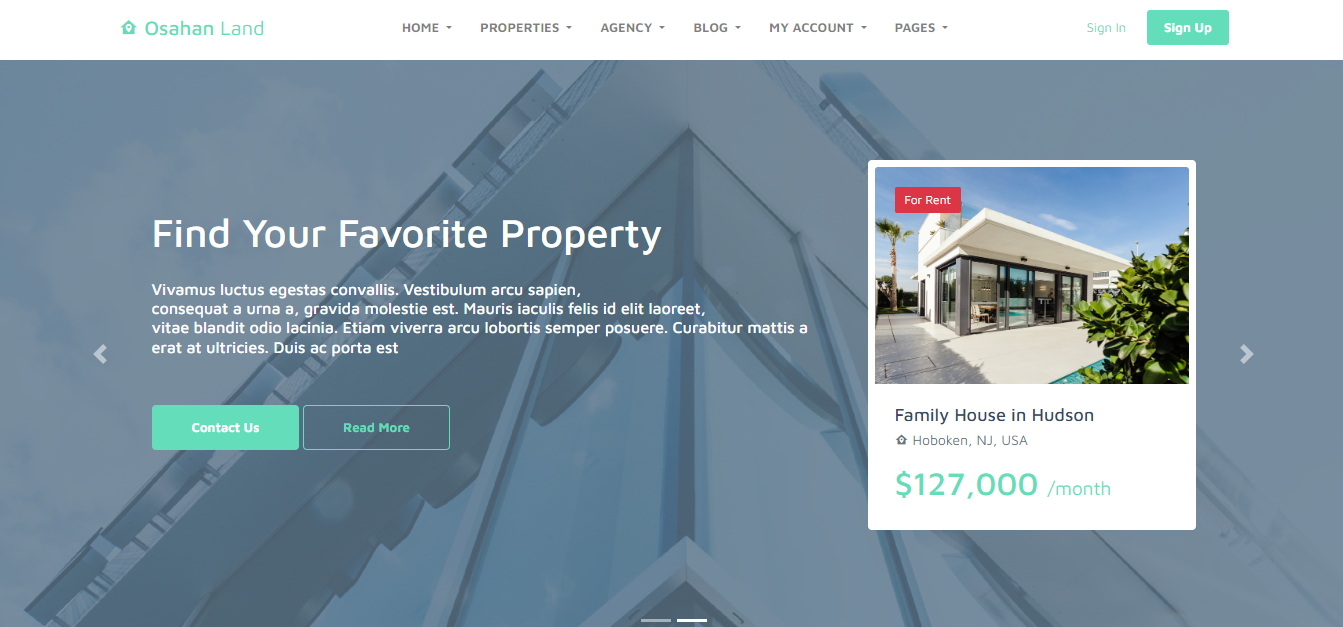 Osahan Land
HOME
PROPERTIES
AGENCY
BLOG
MY ACCOUNT
PAGES
Sign In
Sign Up
Find Your Favorite Property
Vivamus luctus egestas convallis. Vestibulum arcu sapien,
consequat a urna a, gravida molestie est. Mauris iaculis felis id elit laoreet,
vitae blandit odio lacinia. Etiam viverra arcu lobortis semper posuere. Curabitur mattis a
erat at ultricies. Duis ac porta est
Contact Us
Read More
For Rent
Family House in Hudson
Hoboken, NJ, USA
$127,000 /month